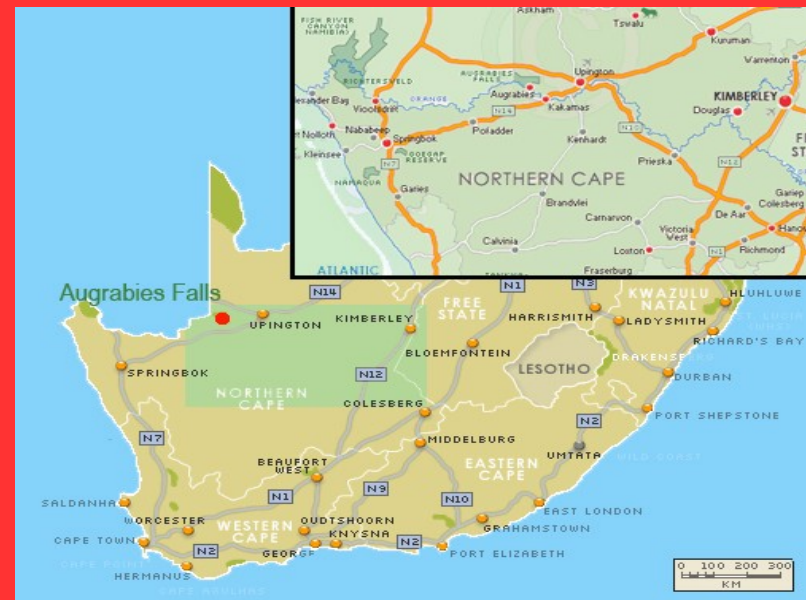 Askham
Tswalu
FISH RIVER
CANYON
NAMIBIA)
Kuruman
Warrenton
RICHTERSVELD
AUGRABIES
FALLS
Upington
KIMBERLEY
exander Bay
ORANGE
Augrabies
Vioolsdrif
N14
Kakamas
Douglas
rt Nolloth
Nababeep
Springbok
Pofadder
N10
Kleinsee
GOEGAP
RESERVE
Kenhardt
Prieska
N12
N7
NAMAQUA
Garies
NORTHERN CAPE
Brandvlei
Gariep
Colesberg
De Aar
Carnarvon
Victoria
West
Hanov
Calvinia
Loxton
N1
Richmond
ATLANTIC
Fraserburg
Augrabies Falls
N14
N1
N3
KWAZULU
NATAL
HLUHLUWE
FREE
STATE
UPINGTON
KIMBERLEY
HARRISMITH
LADYSMITH
RICHARD'S BAY
BLOEMFONTEIN
DRAKENSBERG
LESOTHO
SPRINGBOK
N12
DURBAN
NORTHERN
CAPE
COLESBERG
PORT SHEPSTONE
N2
N7
MIDDELBURG
UMTATA
WILD COAST
BEAUFORT
WEST
EASTERN
CAPE
N9
N1
N10
SALDANHA
EAST LONDON
WORCESTER
WESTERN
CAPE
OUDTSHOORN
GRAHAMSTOWN
CAPE TOWN
KNYSNA
N2
GEORGE
N2
PORT ELIZABETH
CAPE POINT
HERMANUS
CAPE AGULHAS
0 100 200 300
KM